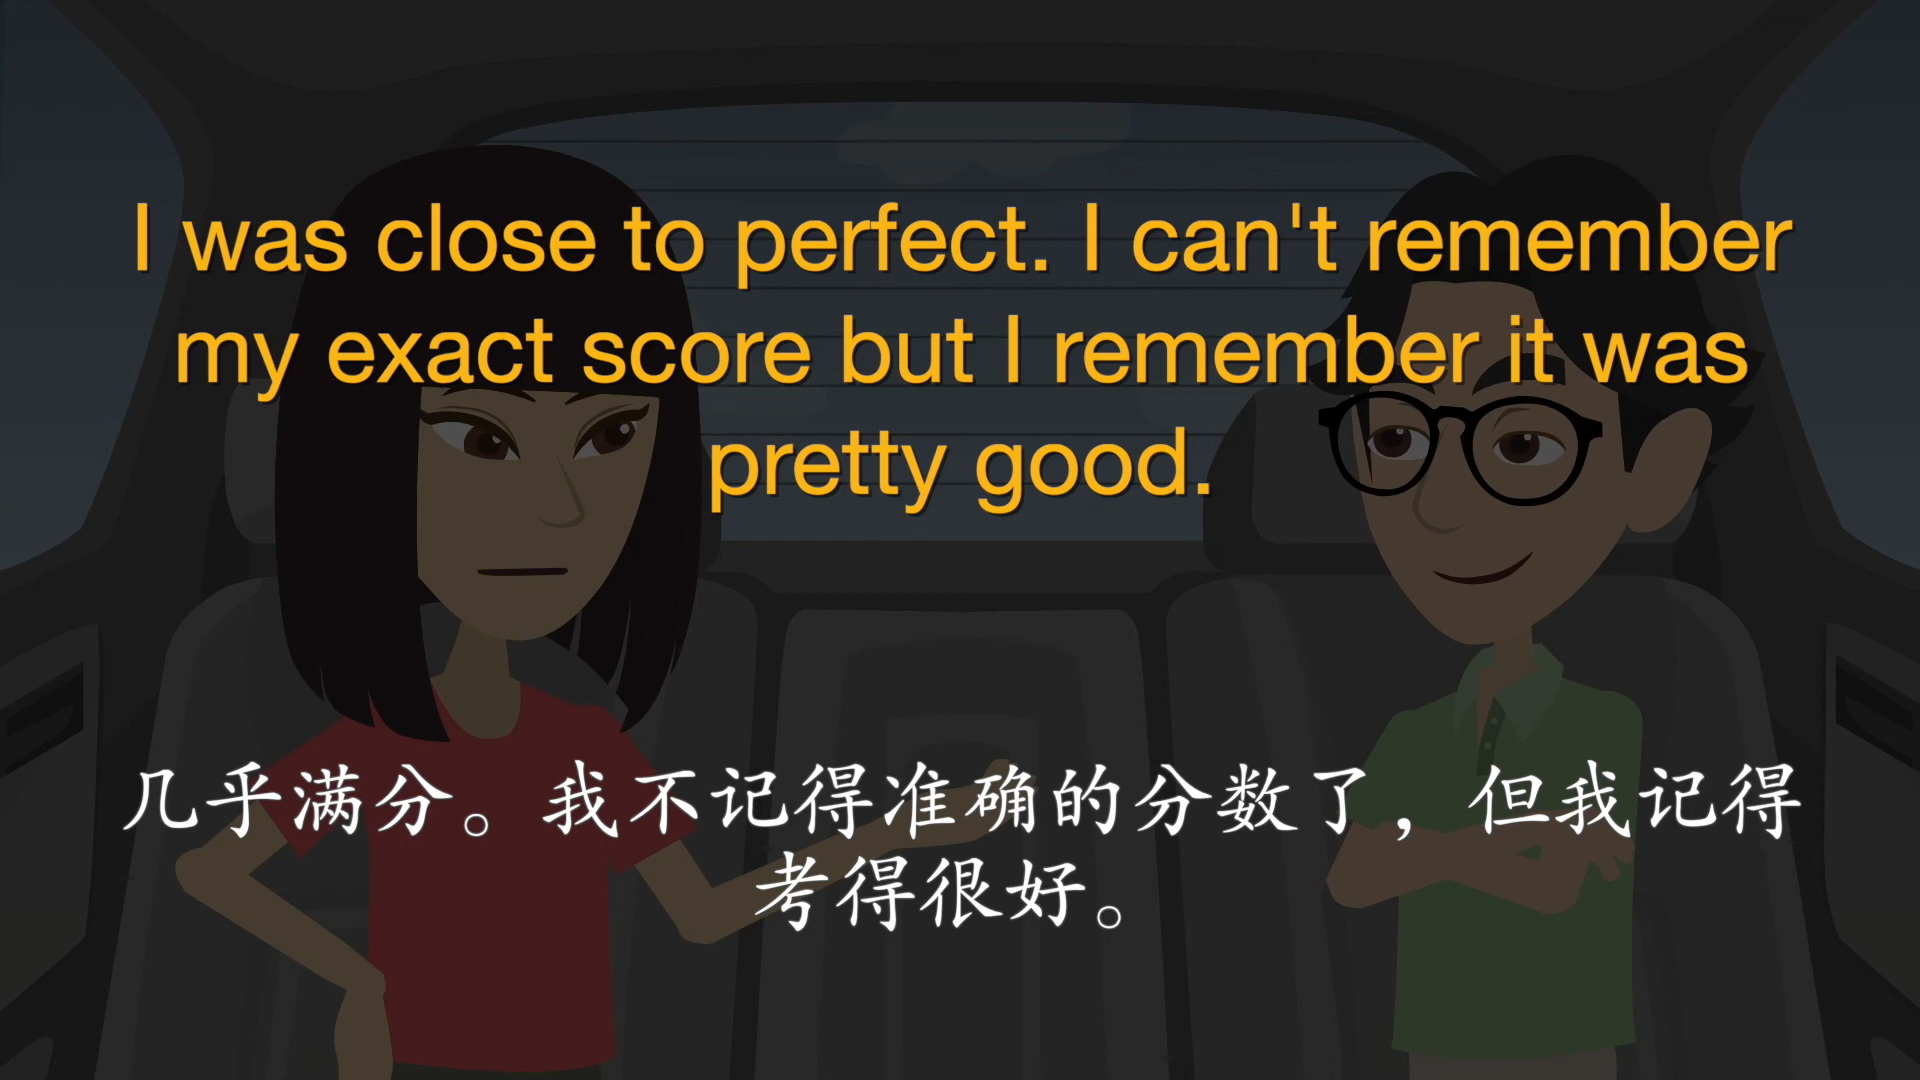 I was close to perfect. I can't remember
my exact score but I remember it was
pretty good.
几乎满分。我不记得准确的分数了，但我记得
考得很好。